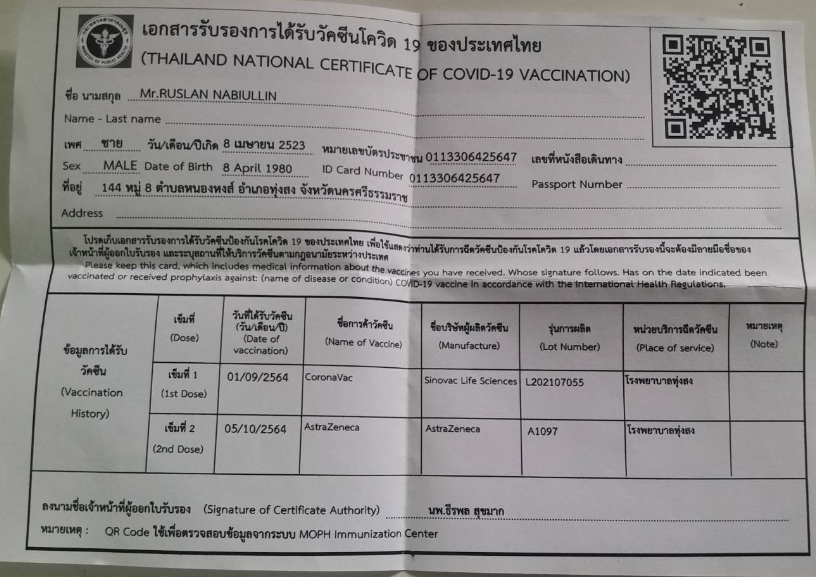 เอกสารรับรองการได้รับวัคซีนโควิด 19 ของประเทศไทย
(THAILAND NATIONAL CERTIFICATE OF COVID-19 VACCINATION)
ชื่อ นามสกุล Mr.RUSLAN NABIULLIN
Name - Last name
เพศ ชาย วัน/เดือน/ปีเกิด 8 เมษายน 2523 หมายเลขบัตรประชาชน 0113306425647 เลขที่หนังสือเดินทาง
Sex MALE Date of Birth 8 April 1980 ID Card Number 0113306425647 Passport Number
ที่อยู่ 144 หมู่ 8 ตำบลหนองหงส์ อำเภอทุ่งสง จังหวัดนครศรีธรรมราช
Address
โปรดเก็บเอกสารรับรองการได้รับวัคซีนป้องกันโรคโควิด 19 ของประเทศไทย เพื่อใช้แสดงว่าท่านได้รับการฉีดวัคซีนป้องกันโรคโควิด 19 แล้วโดยเอกสารรับรองนี้จะต้องมีลายมือชื่อของ
เจ้าหน้าที่ผู้ออกใบรับรอง และระบุสถานที่ให้บริการวัคซีนตามกฎอนามัยระหว่างประเทศ
Please keep this card, which includes medical information about the vaccines you have received. Whose signature follows. Has on the date indicated been
vaccinated or received prophylaxis against: (name of disease or condition) COVID-19 vaccine in accordance with the International Health Regulations.
ข้อมูลการได้รับ
วัคซีน
(Vaccination
History)
เข็มที่
(Dose)
วันที่ได้รับวัคซีน
(วัน/เดือน/ปี)
(Date of
vaccination)
ชื่อการค้าวัคซีน
(Name of Vaccine)
ชื่อบริษัทผู้ผลิตวัคซีน
(Manufacture)
รุ่นการผลิต
(Lot Number)
หน่วยบริการฉีดวัคซีน
(Place of service)
หมายเหตุ
(Note)
เข็มที่ 1
(1st Dose)
01/09/2564
CoronaVac
Sinovac Life Sciences
L202107055
โรงพยาบาลทุ่งสง
เข็มที่ 2
(2nd Dose)
05/10/2564
AstraZeneca
AstraZeneca
A1097
โรงพยาบาลทุ่งสง
ลงนามชื่อเจ้าหน้าที่ผู้ออกใบรับรอง (Signature of Certificate Authority) นพ.ธีรพล สุขมาก
หมายเหตุ : QR Code ใช้เพื่อตรวจสอบข้อมูลจากระบบ MOPH Immunization Center